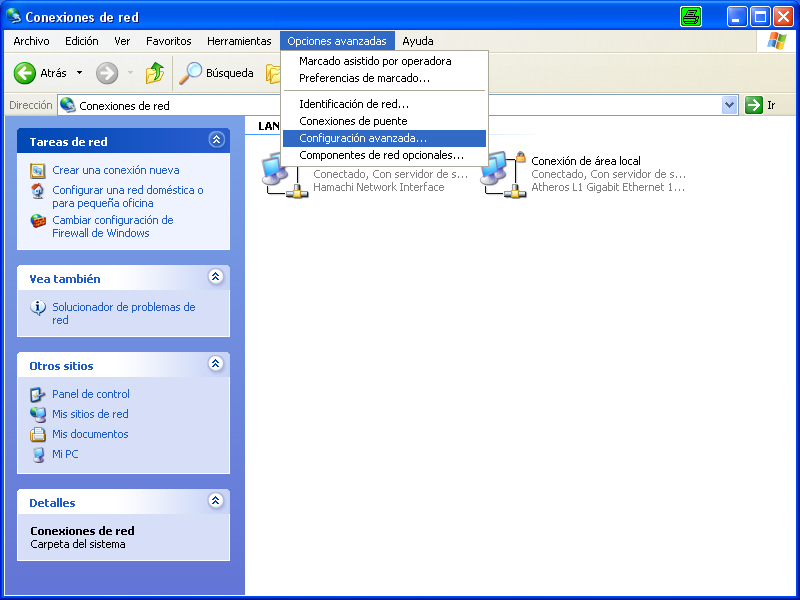 Conexiones de red
Archivo Edición Ver Favoritos Herramientas Opciones avanzadas Ayuda
Marcado asistido por operadora
Preferencias de marcado...
Identificación de red...
Conexiones de puente
Configuración avanzada...
Componentes de red opcionales...
Atrás Búsqueda
Dirección Conexiones de red Ir
Tareas de red
Crear una conexión nueva
Configurar una red doméstica o
para pequeña oficina
Cambiar configuración de
Firewall de Windows
Vea también
Solucionador de problemas de
red
Otros sitios
Panel de control
Mis sitios de red
Mis documentos
Mi PC
Detalles
Conexiones de red
Carpeta del sistema
LAN
Conectado, Con servidor de s...
Hamachi Network Interface
Conexión de área local
Conectado, Con servidor de s...
Atheros L1 Gigabit Ethernet 1...